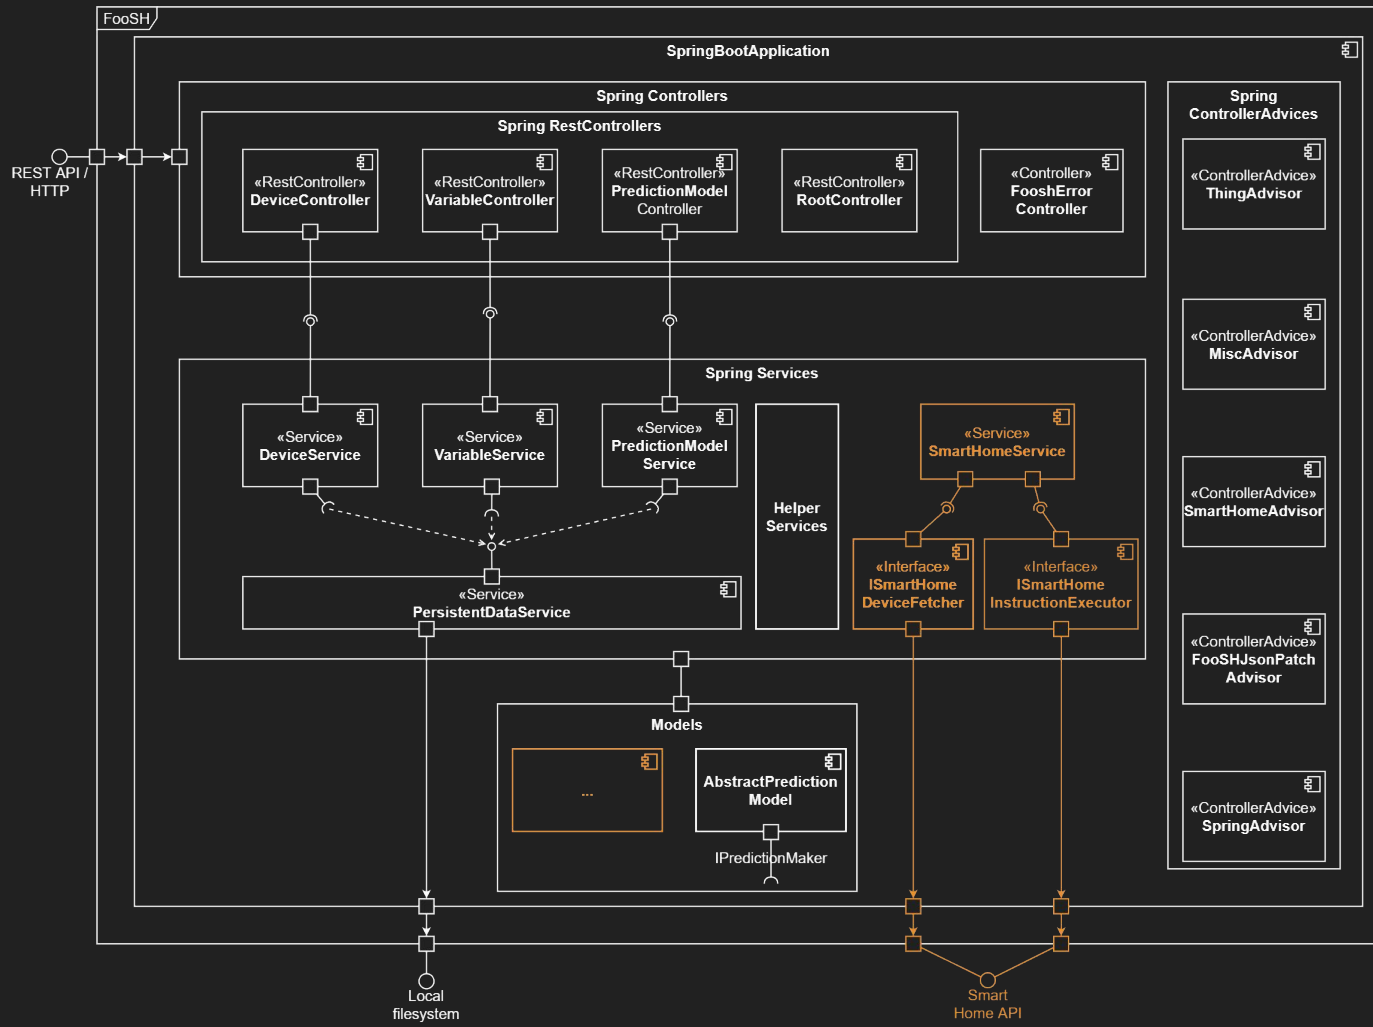 FooSH
SpringBootApplication
Spring Controllers
Spring RestControllers
«RestController»
DeviceController
«RestController»
VariableController
«RestController»
PredictionModel
Controller
«RestController»
RootController
«Controller»
FooshError
Controller
REST API /
HTTP
Spring
ControllerAdvices
«ControllerAdvice»
ThingAdvisor
«ControllerAdvice»
MiscAdvisor
«ControllerAdvice»
SmartHomeAdvisor
«ControllerAdvice»
FooSHJsonPatch
Advisor
«ControllerAdvice»
SpringAdvisor
Spring Services
«Service»
DeviceService
«Service»
VariableService
«Service»
PredictionModel
Service
Helper
Services
«Service»
SmartHomeService
«Interface»
ISmartHome
DeviceFetcher
«Interface»
ISmartHome
InstructionExecutor
«Service»
PersistentDataService
Models
...
AbstractPrediction
Model
IPredictionMaker
Local
filesystem
Smart
Home API